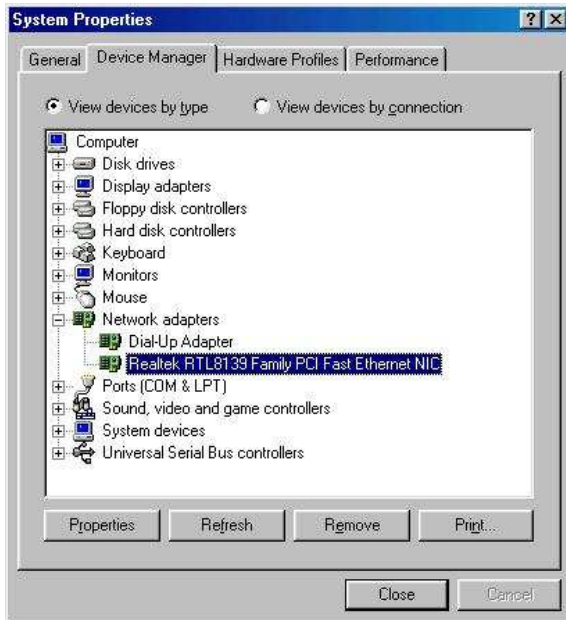 System Properties
General Device Manager Hardware Profiles Performance
View devices by type View devices by connection
Computer
Disk drives
Display adapters
Floppy disk controllers
Hard disk controllers
Keyboard
Monitors
Mouse
Network adapters
Dial-Up Adapter
Realtek RTL8139 Family PCI Fast Ethernet NIC
Ports (COM & LPT)
Sound, video and game controllers
System devices
Universal Serial Bus controllers
Properties Refresh Remove Print...
Close Cancel